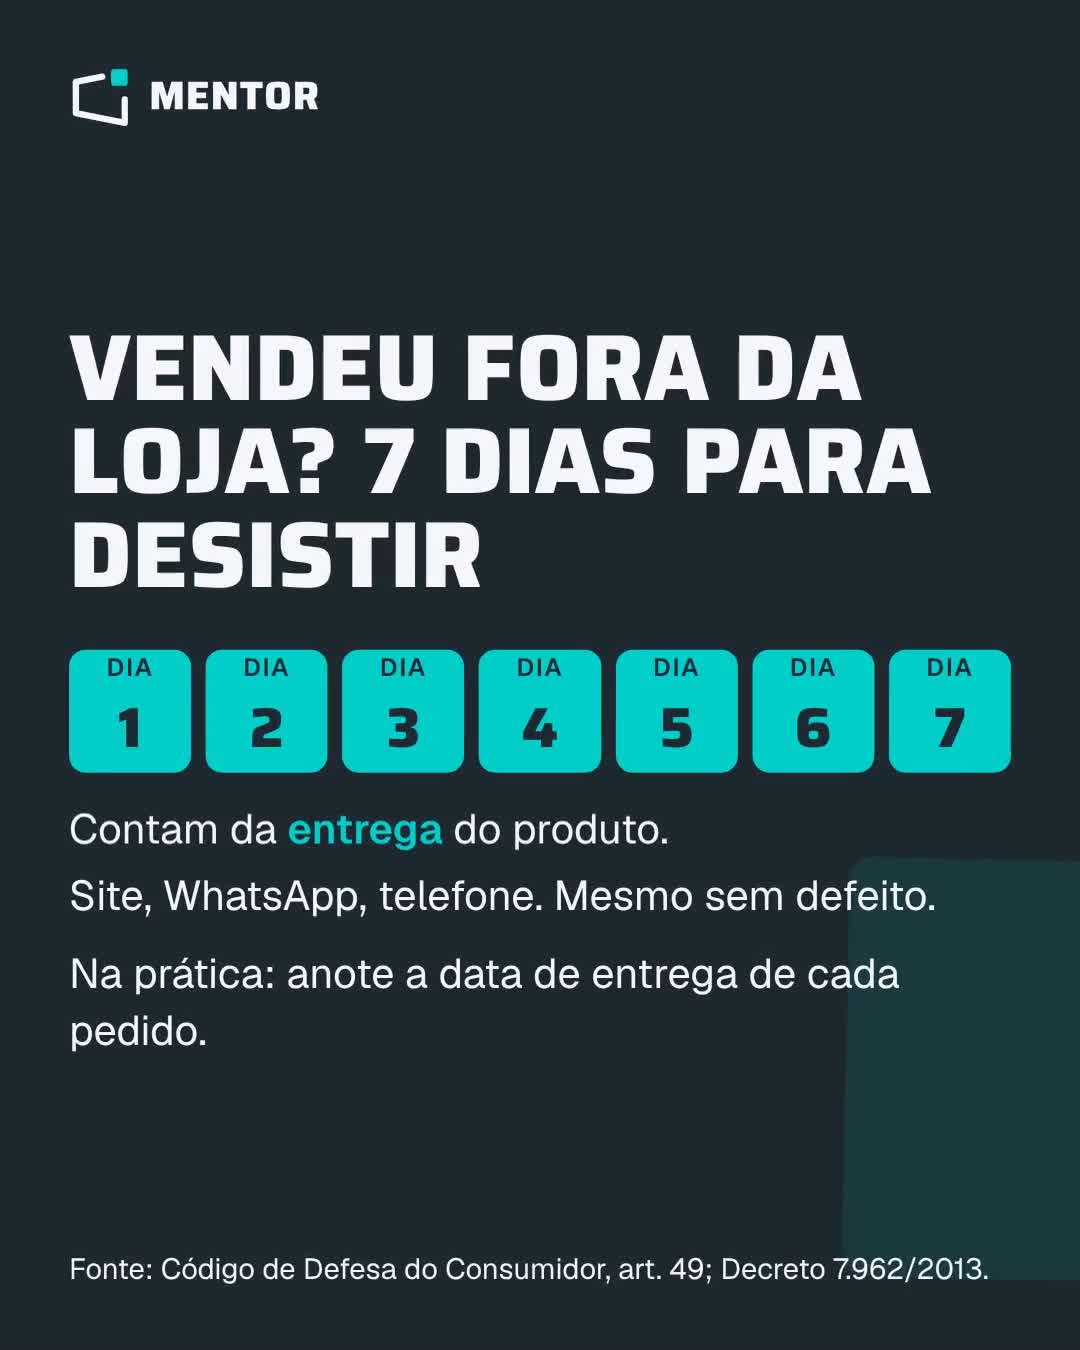 MENTOR
VENDEU FORA DA
LOJA? 7 DIAS PARA
DESISTIR
DIA DIA DIA DIA DIA DIA DIA
1 2 3 4 5 6 7
Contam da entrega do produto.
Site, WhatsApp, telefone. Mesmo sem defeito.
Na prática: anote a data de entrega de cada
pedido.
Fonte: Código de Defesa do Consumidor, art. 49; Decreto 7.962/2013.